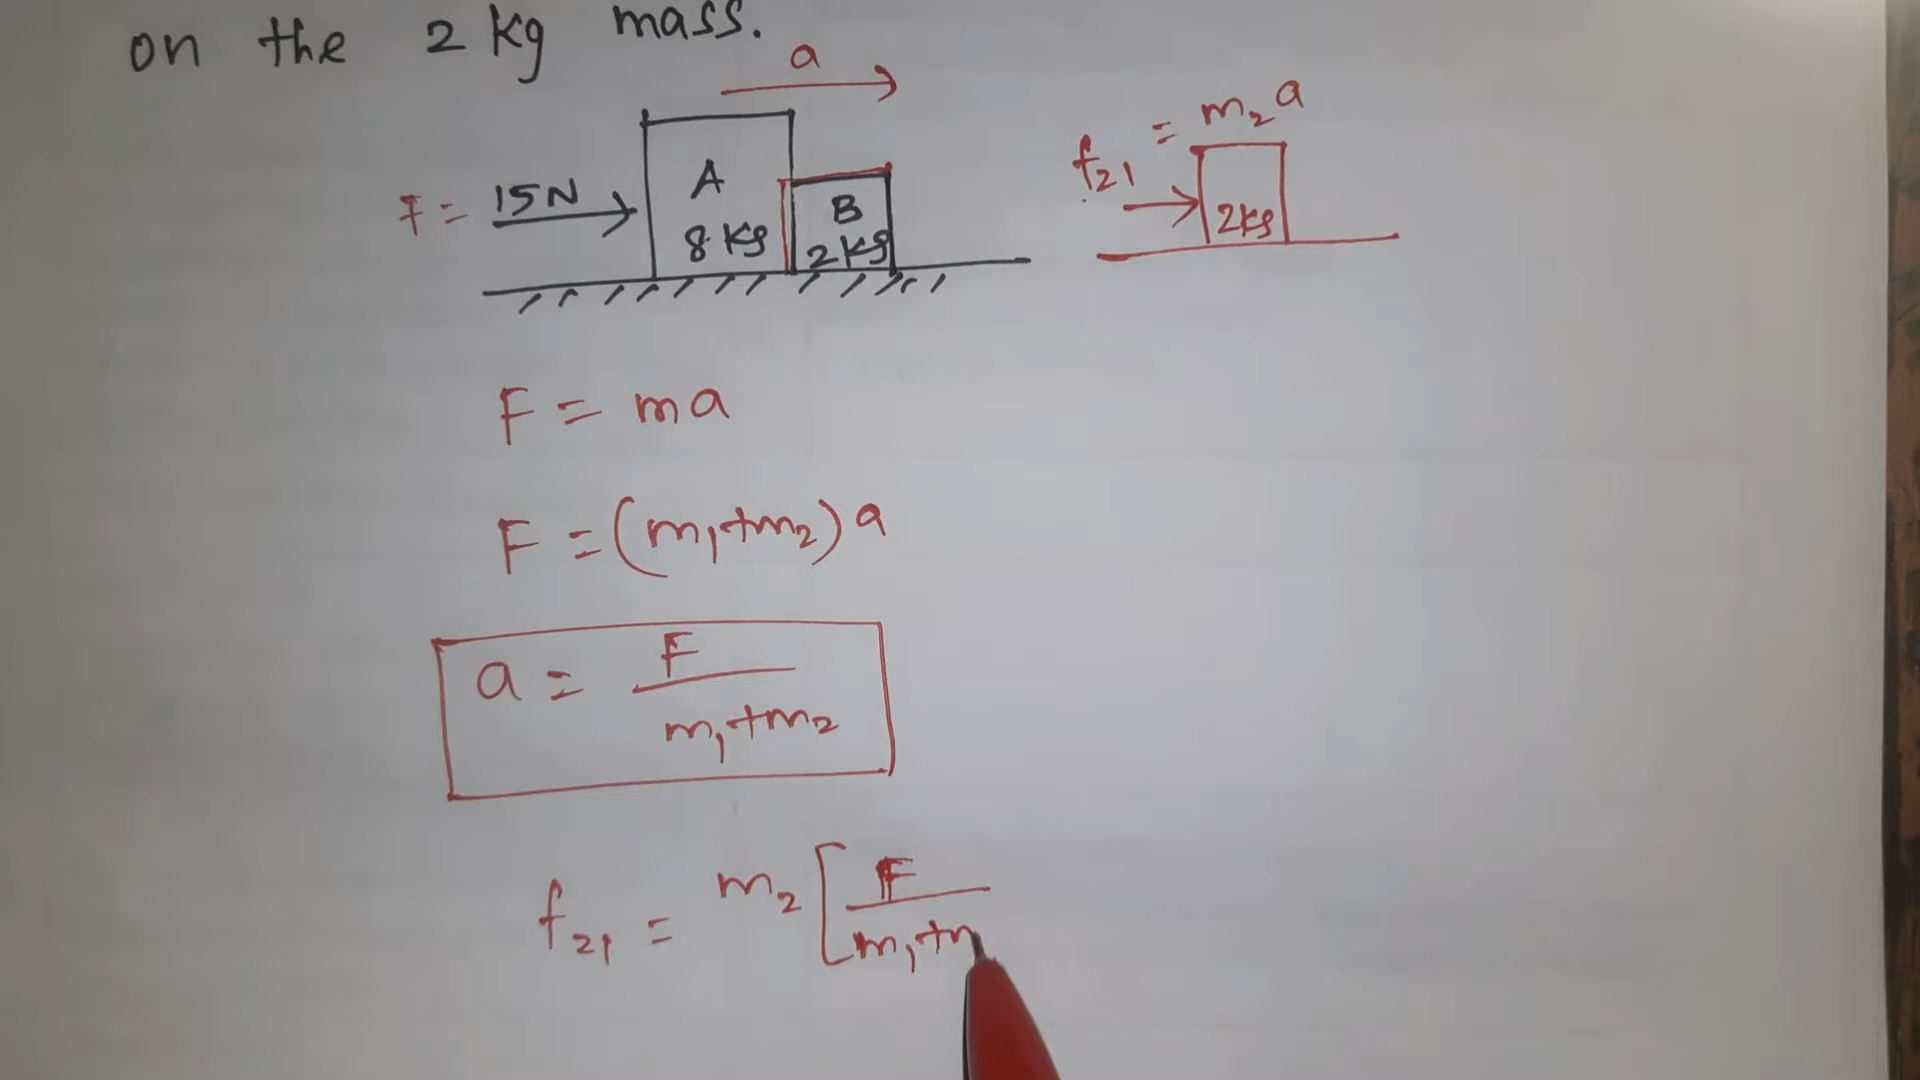 on the 2 kg mass.
a
F = 15N
A
8 Kg
B
2 Kg
f21 = m2 a
2kg
F = ma
F = (m1+m2) a
a = F / m1+m2
f21 = m2 [ F / m1+m